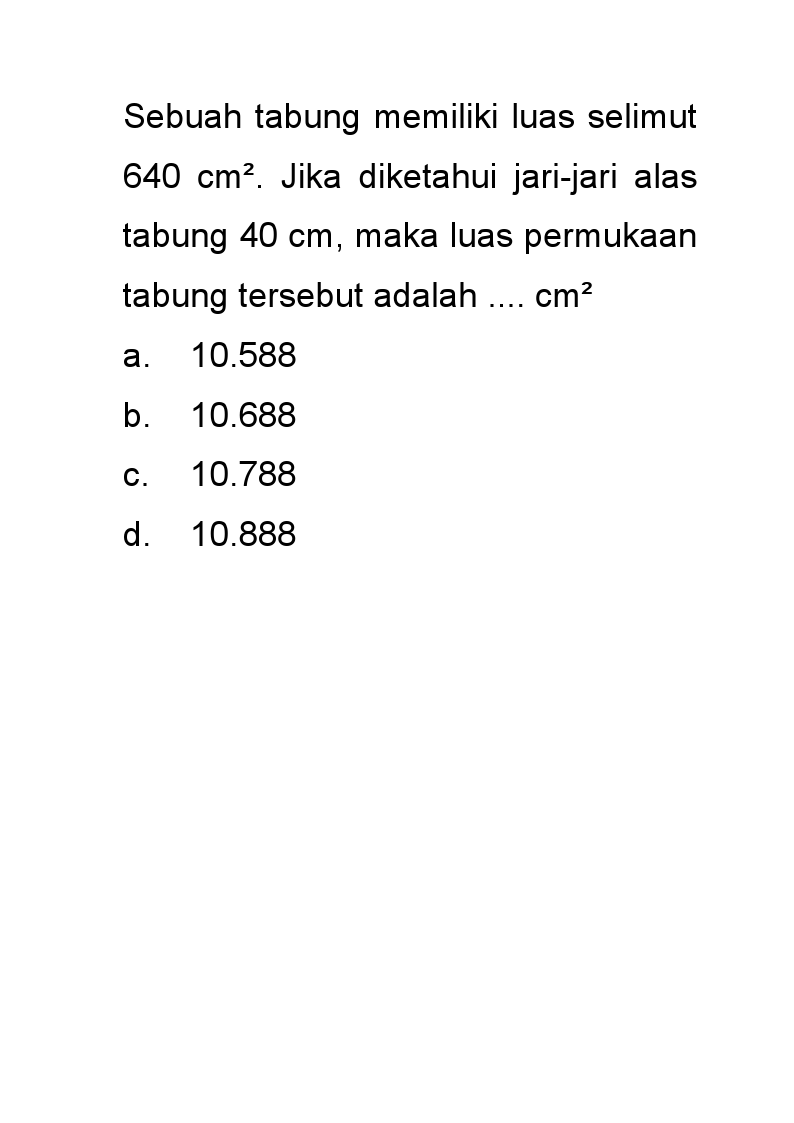 Sebuah tabung memiliki luas selimut
640 cm². Jika diketahui jari-jari alas
tabung 40 cm, maka luas permukaan
tabung tersebut adalah .... cm²
a. 10.588
b. 10.688
c. 10.788
d. 10.888